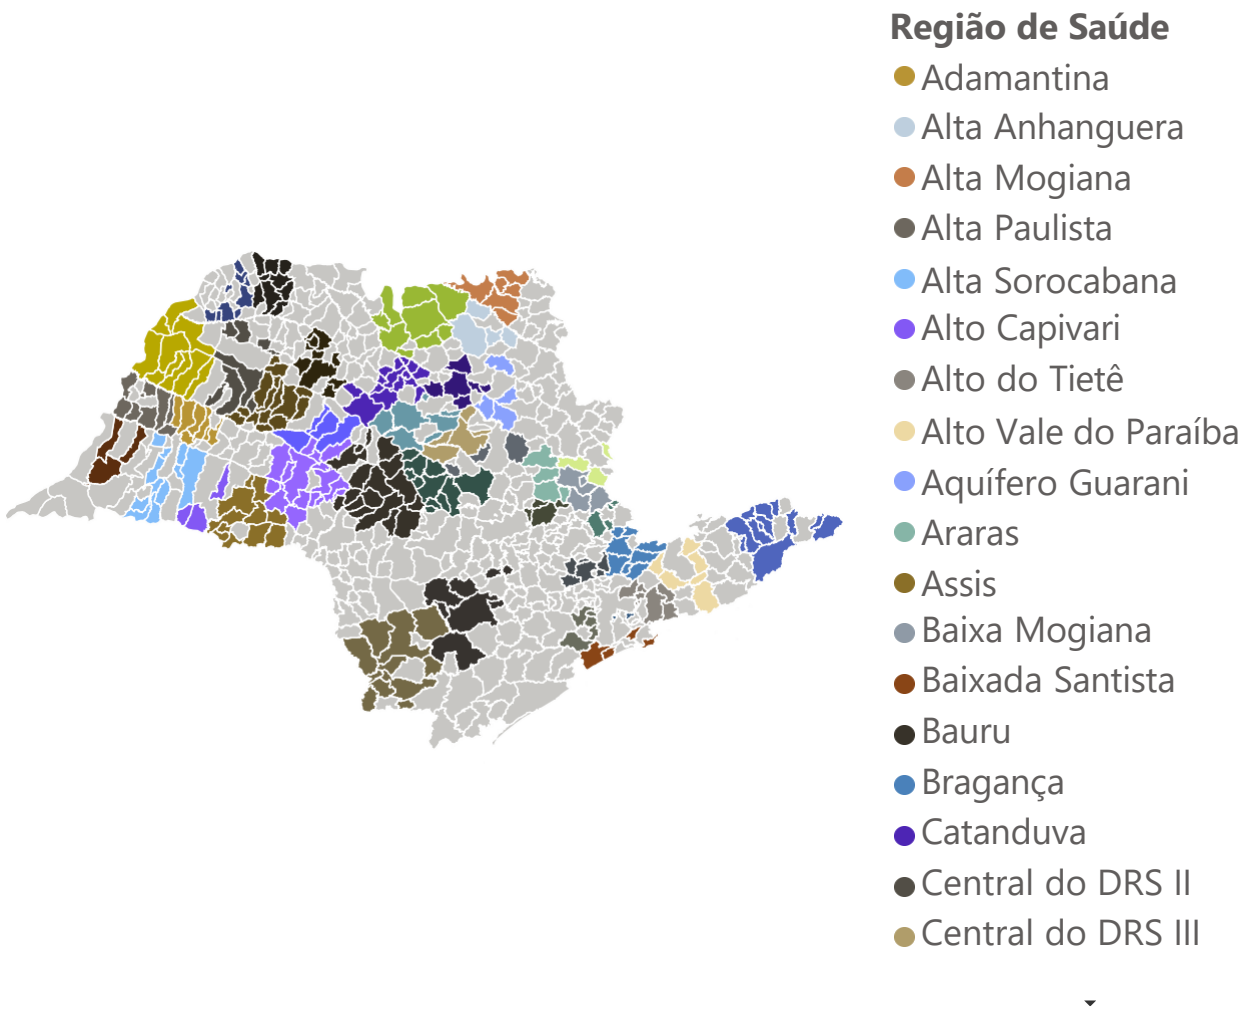 Região de Saúde
Adamantina
Alta Anhanguera
Alta Mogiana
Alta Paulista
Alta Sorocabana
Alto Capivari
Alto do Tietê
Alto Vale do Paraíba
Aquífero Guarani
Araras
Assis
Baixa Mogiana
Baixada Santista
Bauru
Bragança
Catanduva
Central do DRS II
Central do DRS III